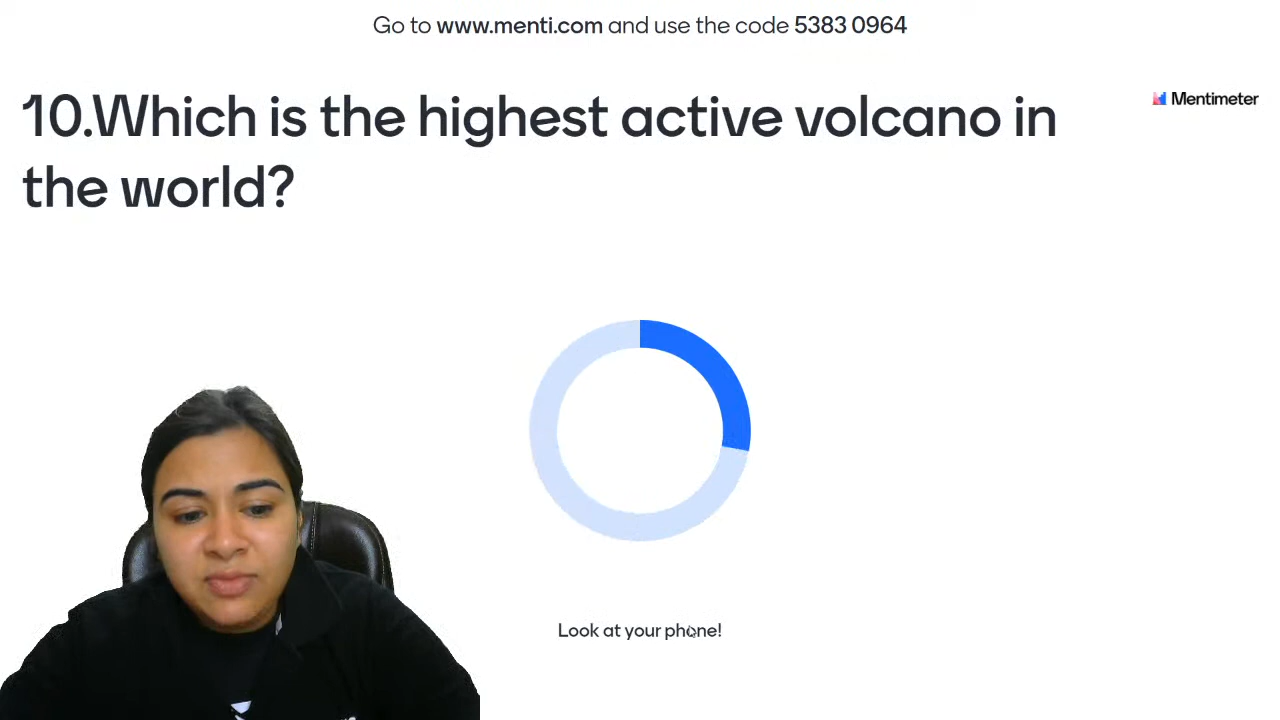 Go to www.menti.com and use the code 5383 0964
10.Which is the highest active volcano in
the world?
Mentimeter
Look at your phone!